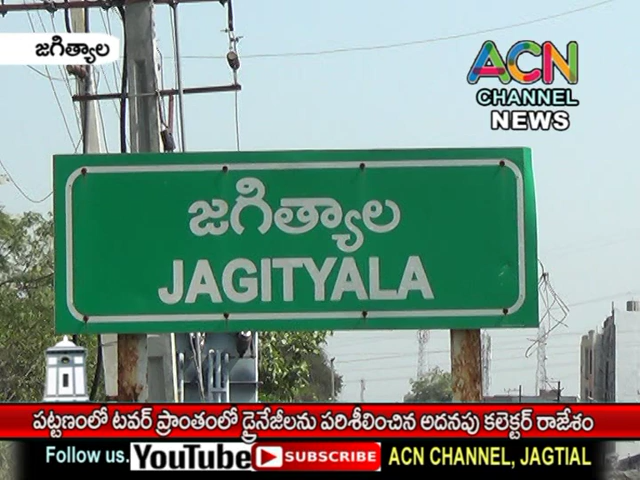 జగిత్యాల
ACN
CHANNEL
NEWS
జగిత్యాల
JAGITYALA
పట్టణంలో టవర్ ప్రాంతంలో డ్రైనేజీలను పరిశీలించిన అదనపు కలెక్టర్ రాజేశం
Follow us. YouTube SUBSCRIBE ACN CHANNEL, JAGTIAL